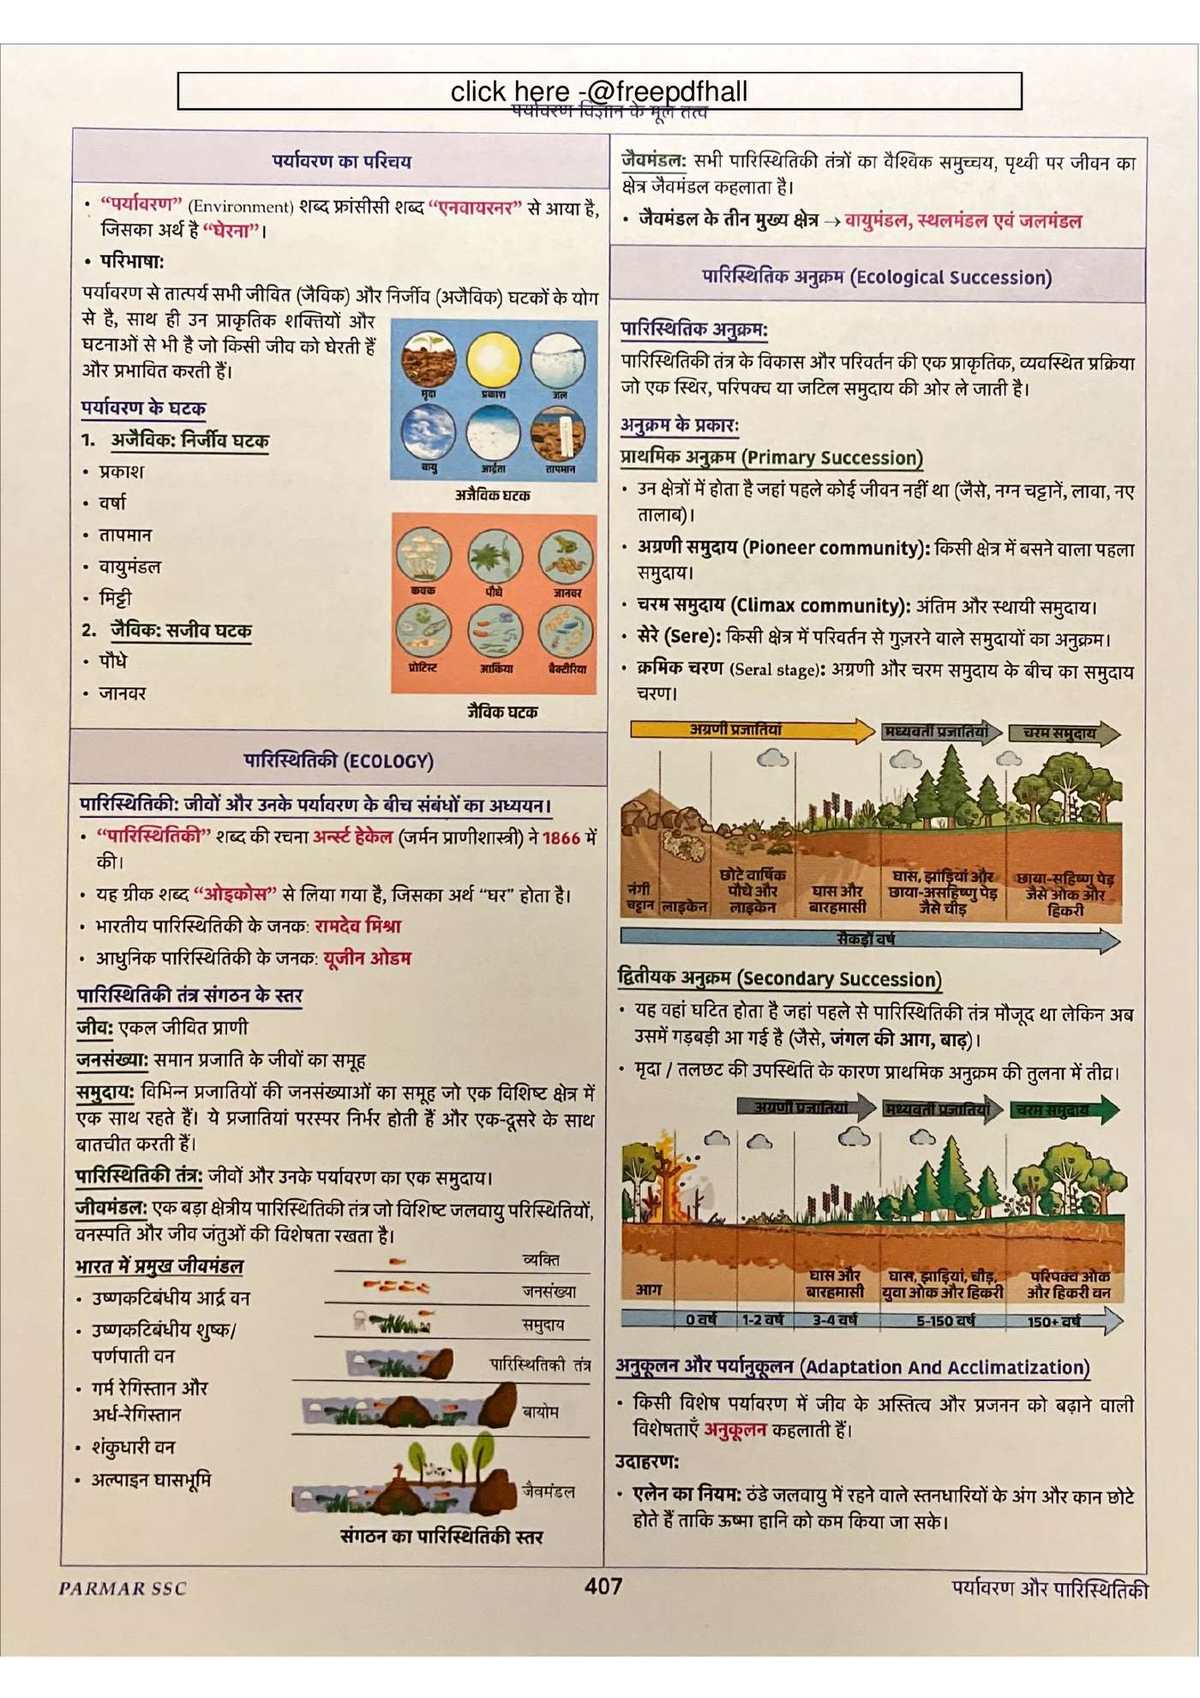 click here -@freepdfhall
पर्यावरण विज्ञान के मूल तत्व
पर्यावरण का परिचय
• “पर्यावरण” (Environment) शब्द फ्रांसीसी शब्द “एनवायरनर” से आया है,
जिसका अर्थ है “घेरना”।
• परिभाषा:
पर्यावरण से तात्पर्य सभी जीवित (जैविक) और निर्जीव (अजैविक) घटकों के योग
से है, साथ ही उन प्राकृतिक शक्तियों और
घटनाओं से भी है जो किसी जीव को घेरती हैं
और प्रभावित करती हैं।
पर्यावरण के घटक
1. अजैविक: निर्जीव घटक
• प्रकाश
• वर्षा
• तापमान
• वायुमंडल
• मिट्टी
2. जैविक: सजीव घटक
• पौधे
• जानवर
मृदा प्रकाश जल
वायु आर्द्रता तापमान
अजैविक घटक
कवक पौधे जानवर
प्रोटिस्ट आर्किया बैक्टीरिया
जैविक घटक
पारिस्थितिकी (ECOLOGY)
पारिस्थितिकी: जीवों और उनके पर्यावरण के बीच संबंधों का अध्ययन।
• “पारिस्थितिकी” शब्द की रचना अर्न्स्ट हेकेल (जर्मन प्राणीशास्त्री) ने 1866 में
की।
• यह ग्रीक शब्द “ओइकोस” से लिया गया है, जिसका अर्थ “घर” होता है।
• भारतीय पारिस्थितिकी के जनक: रामदेव मिश्रा
• आधुनिक पारिस्थितिकी के जनक: यूजीन ओडम
पारिस्थितिकी तंत्र संगठन के स्तर
जीव: एकल जीवित प्राणी
जनसंख्या: समान प्रजाति के जीवों का समूह
समुदाय: विभिन्न प्रजातियों की जनसंख्याओं का समूह जो एक विशिष्ट क्षेत्र में
एक साथ रहते हैं। ये प्रजातियां परस्पर निर्भर होती हैं और एक-दूसरे के साथ
बातचीत करती हैं।
पारिस्थितिकी तंत्र: जीवों और उनके पर्यावरण का एक समुदाय।
जीवमंडल: एक बड़ा क्षेत्रीय पारिस्थितिकी तंत्र जो विशिष्ट जलवायु परिस्थितियों,
वनस्पति और जीव जंतुओं की विशेषता रखता है।
भारत में प्रमुख जीवमंडल
• उष्णकटिबंधीय आर्द्र वन
• उष्णकटिबंधीय शुष्क/
पर्णपाती वन
• गर्म रेगिस्तान और
अर्ध-रेगिस्तान
• शंकुधारी वन
• अल्पाइन घासभूमि
व्यक्ति
जनसंख्या
समुदाय
पारिस्थितिकी तंत्र
बायोम
जैवमंडल
संगठन का पारिस्थितिकी स्तर
जैवमंडल: सभी पारिस्थितिकी तंत्रों का वैश्विक समुच्चय, पृथ्वी पर जीवन का
क्षेत्र जैवमंडल कहलाता है।
• जैवमंडल के तीन मुख्य क्षेत्र → वायुमंडल, स्थलमंडल एवं जलमंडल
पारिस्थितिक अनुक्रम (Ecological Succession)
पारिस्थितिक अनुक्रम:
पारिस्थितिकी तंत्र के विकास और परिवर्तन की एक प्राकृतिक, व्यवस्थित प्रक्रिया
जो एक स्थिर, परिपक्व या जटिल समुदाय की ओर ले जाती है।
अनुक्रम के प्रकार:
प्राथमिक अनुक्रम (Primary Succession)
• उन क्षेत्रों में होता है जहां पहले कोई जीवन नहीं था (जैसे, नग्न चट्टानें, लावा, नए
तालाब)।
• अग्रणी समुदाय (Pioneer community): किसी क्षेत्र में बसने वाला पहला
समुदाय।
• चरम समुदाय (Climax community): अंतिम और स्थायी समुदाय।
• सेरे (Sere): किसी क्षेत्र में परिवर्तन से गुज़रने वाले समुदायों का अनुक्रम।
• क्रमिक चरण (Seral stage): अग्रणी और चरम समुदाय के बीच का समुदाय
चरण।
अग्रणी प्रजातियां मध्यवर्ती प्रजातियां चरम समुदाय
छोटे वार्षिक घास, झाड़ियां और छाया-सहिष्णु पेड़
नंगी पौधे और घास और छाया-असहिष्णु पेड़ जैसे ओक और
चट्टान लाइकेन लाइकेन बारहमासी जैसे चीड़ हिकरी
सैकड़ों वर्ष
द्वितीयक अनुक्रम (Secondary Succession)
• यह वहां घटित होता है जहां पहले से पारिस्थितिकी तंत्र मौजूद था लेकिन अब
उसमें गड़बड़ी आ गई है (जैसे, जंगल की आग, बाढ़)।
• मृदा / तलछट की उपस्थिति के कारण प्राथमिक अनुक्रम की तुलना में तीव्र।
अग्रणी प्रजातियां मध्यवर्ती प्रजातियां चरम समुदाय
घास और घास, झाड़ियां, चीड़, परिपक्व ओक
आग बारहमासी युवा ओक और हिकरी और हिकरी वन
0 वर्ष 1-2 वर्ष 3-4 वर्ष 5-150 वर्ष 150+ वर्ष
अनुकूलन और पर्यानुकूलन (Adaptation And Acclimatization)
• किसी विशेष पर्यावरण में जीव के अस्तित्व और प्रजनन को बढ़ाने वाली
विशेषताएँ अनुकूलन कहलाती हैं।
उदाहरण:
• एलेन का नियम: ठंडे जलवायु में रहने वाले स्तनधारियों के अंग और कान छोटे
होते हैं ताकि ऊष्मा हानि को कम किया जा सके।
PARMAR SSC
407
पर्यावरण और पारिस्थितिकी